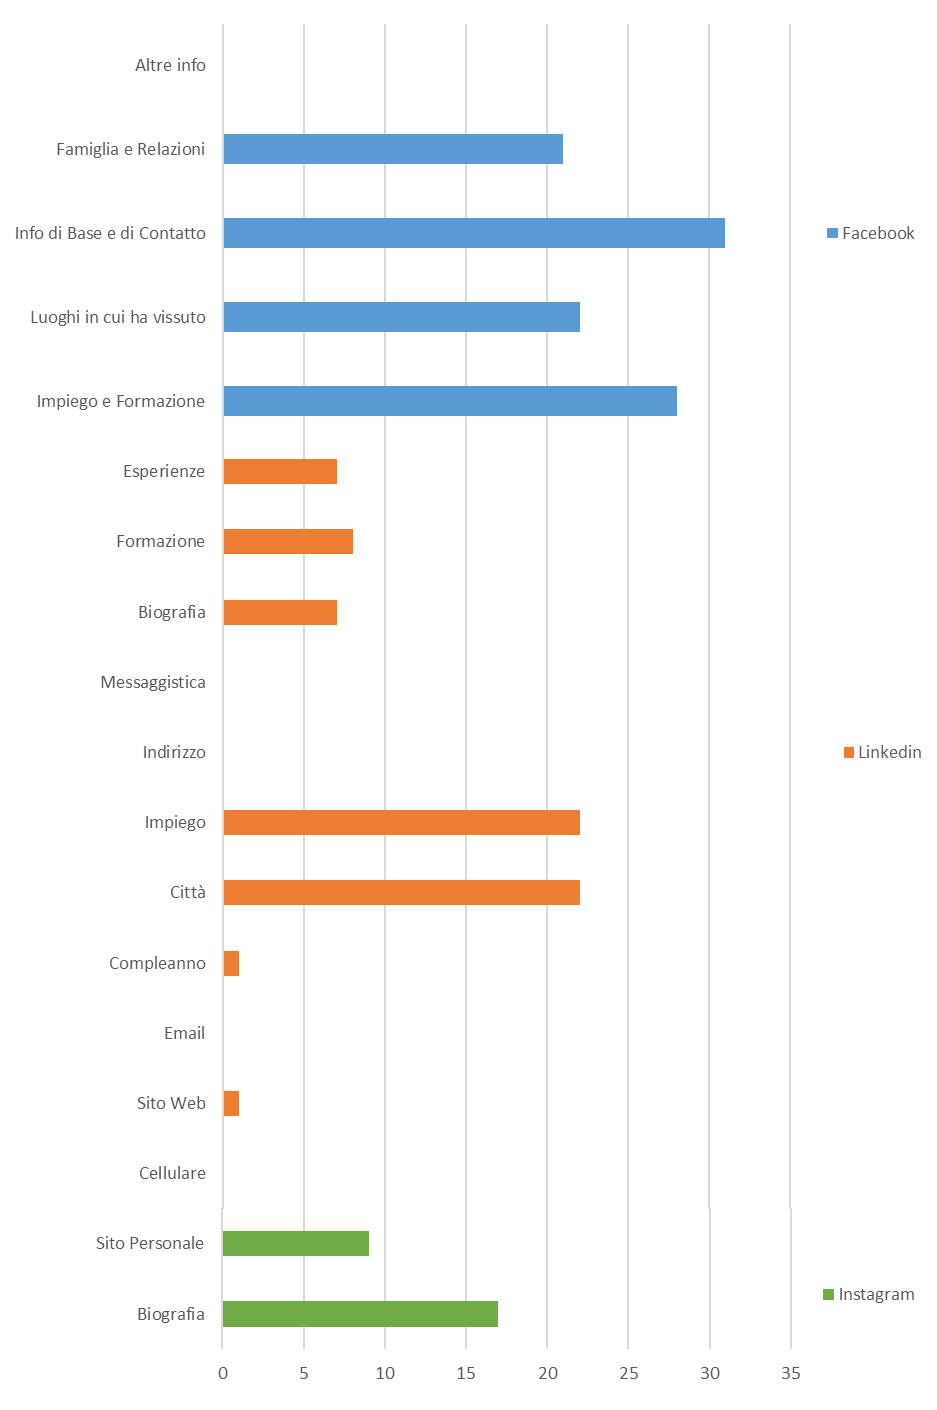 Altre info
Famiglia e Relazioni
Info di Base e di Contatto
Facebook
Luoghi in cui ha vissuto
Impiego e Formazione
Esperienze
Formazione
Biografia
Messaggistica
Indirizzo
Linkedin
Impiego
Città
Compleanno
Email
Sito Web
Cellulare
Sito Personale
Instagram
Biografia
0 5 10 15 20 25 30 35